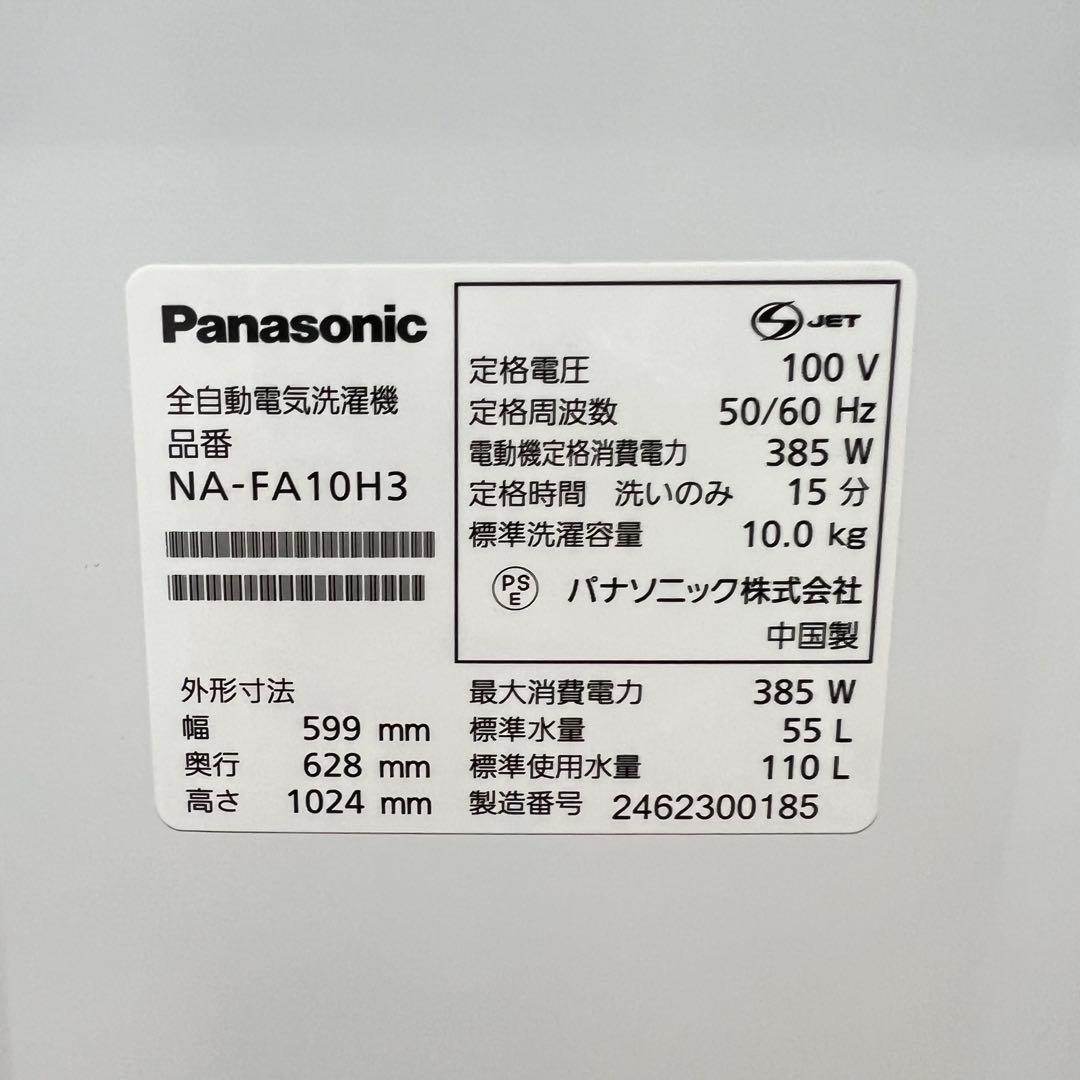 Panasonic
全自動電気洗濯機
品番
NA-FA10H3
JET
定格電圧 100 V
定格周波数 50/60 Hz
電動機定格消費電力 385 W
定格時間 洗いのみ 15 分
標準洗濯容量 10.0 kg
PS
E
パナソニック株式会社
中国製
外形寸法
幅 599 mm
奥行 628 mm
高さ 1024 mm
最大消費電力 385 W
標準水量 55 L
標準使用水量 110 L
製造番号 2462300185